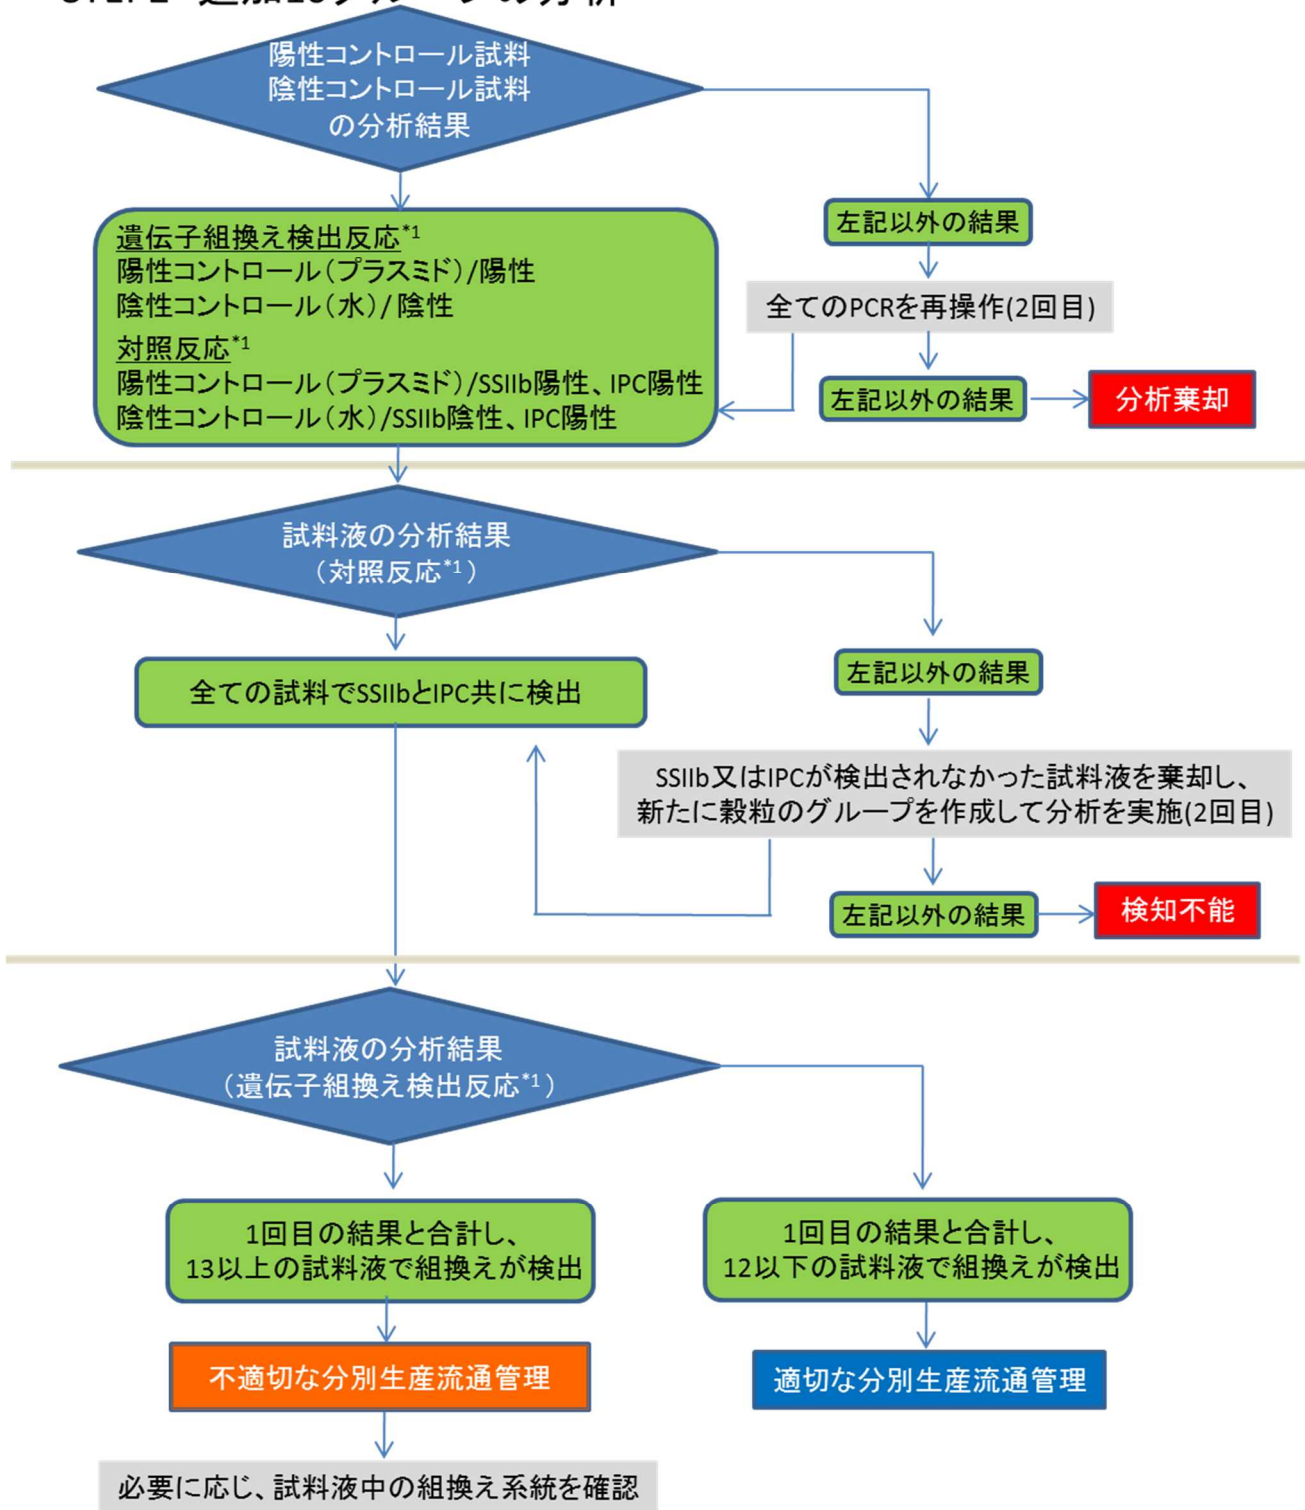 陽性コントロール試料
陰性コントロール試料
の分析結果
左記以外の結果
遺伝子組換え検出反応*1
陽性コントロール（プラスミド）/陽性
陰性コントロール（水）/陰性
対照反応*1
陽性コントロール（プラスミド）/SSIIb陽性、IPC陽性
陰性コントロール（水）/SSIIb陰性、IPC陽性
全てのPCRを再操作(2回目)
左記以外の結果
分析棄却
試料液の分析結果
（対照反応*1）
左記以外の結果
全ての試料でSSIIbとIPC共に検出
SSIIb又はIPCが検出されなかった試料液を棄却し、
新たに穀粒のグループを作成して分析を実施(2回目)
左記以外の結果
検知不能
試料液の分析結果
（遺伝子組換え検出反応*1）
1回目の結果と合計し、
13以上の試料液で組換えが検出
1回目の結果と合計し、
12以下の試料液で組換えが検出
不適切な分別生産流通管理
適切な分別生産流通管理
必要に応じ、試料液中の組換え系統を確認